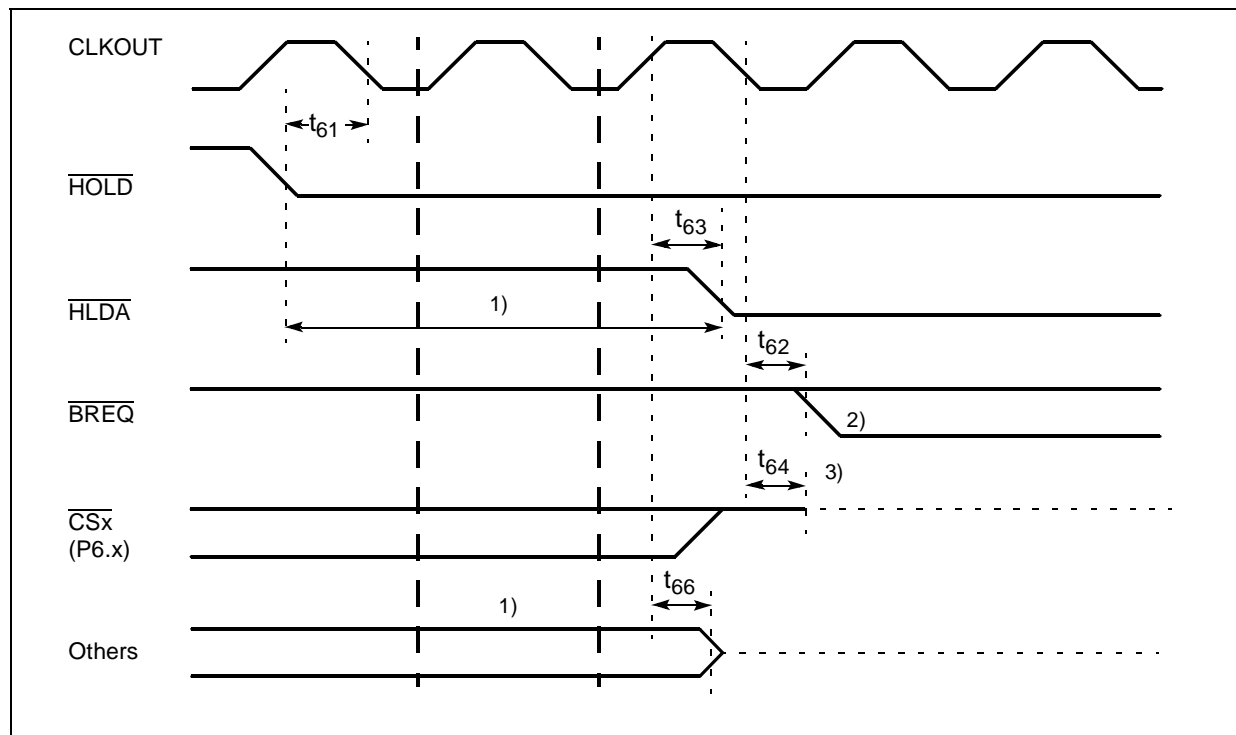 CLKOUT
t61
HOLD
t63
HLDA
1)
t62
BREQ
2)
t64
3)
CSx
(P6.x)
t66
1)
Others